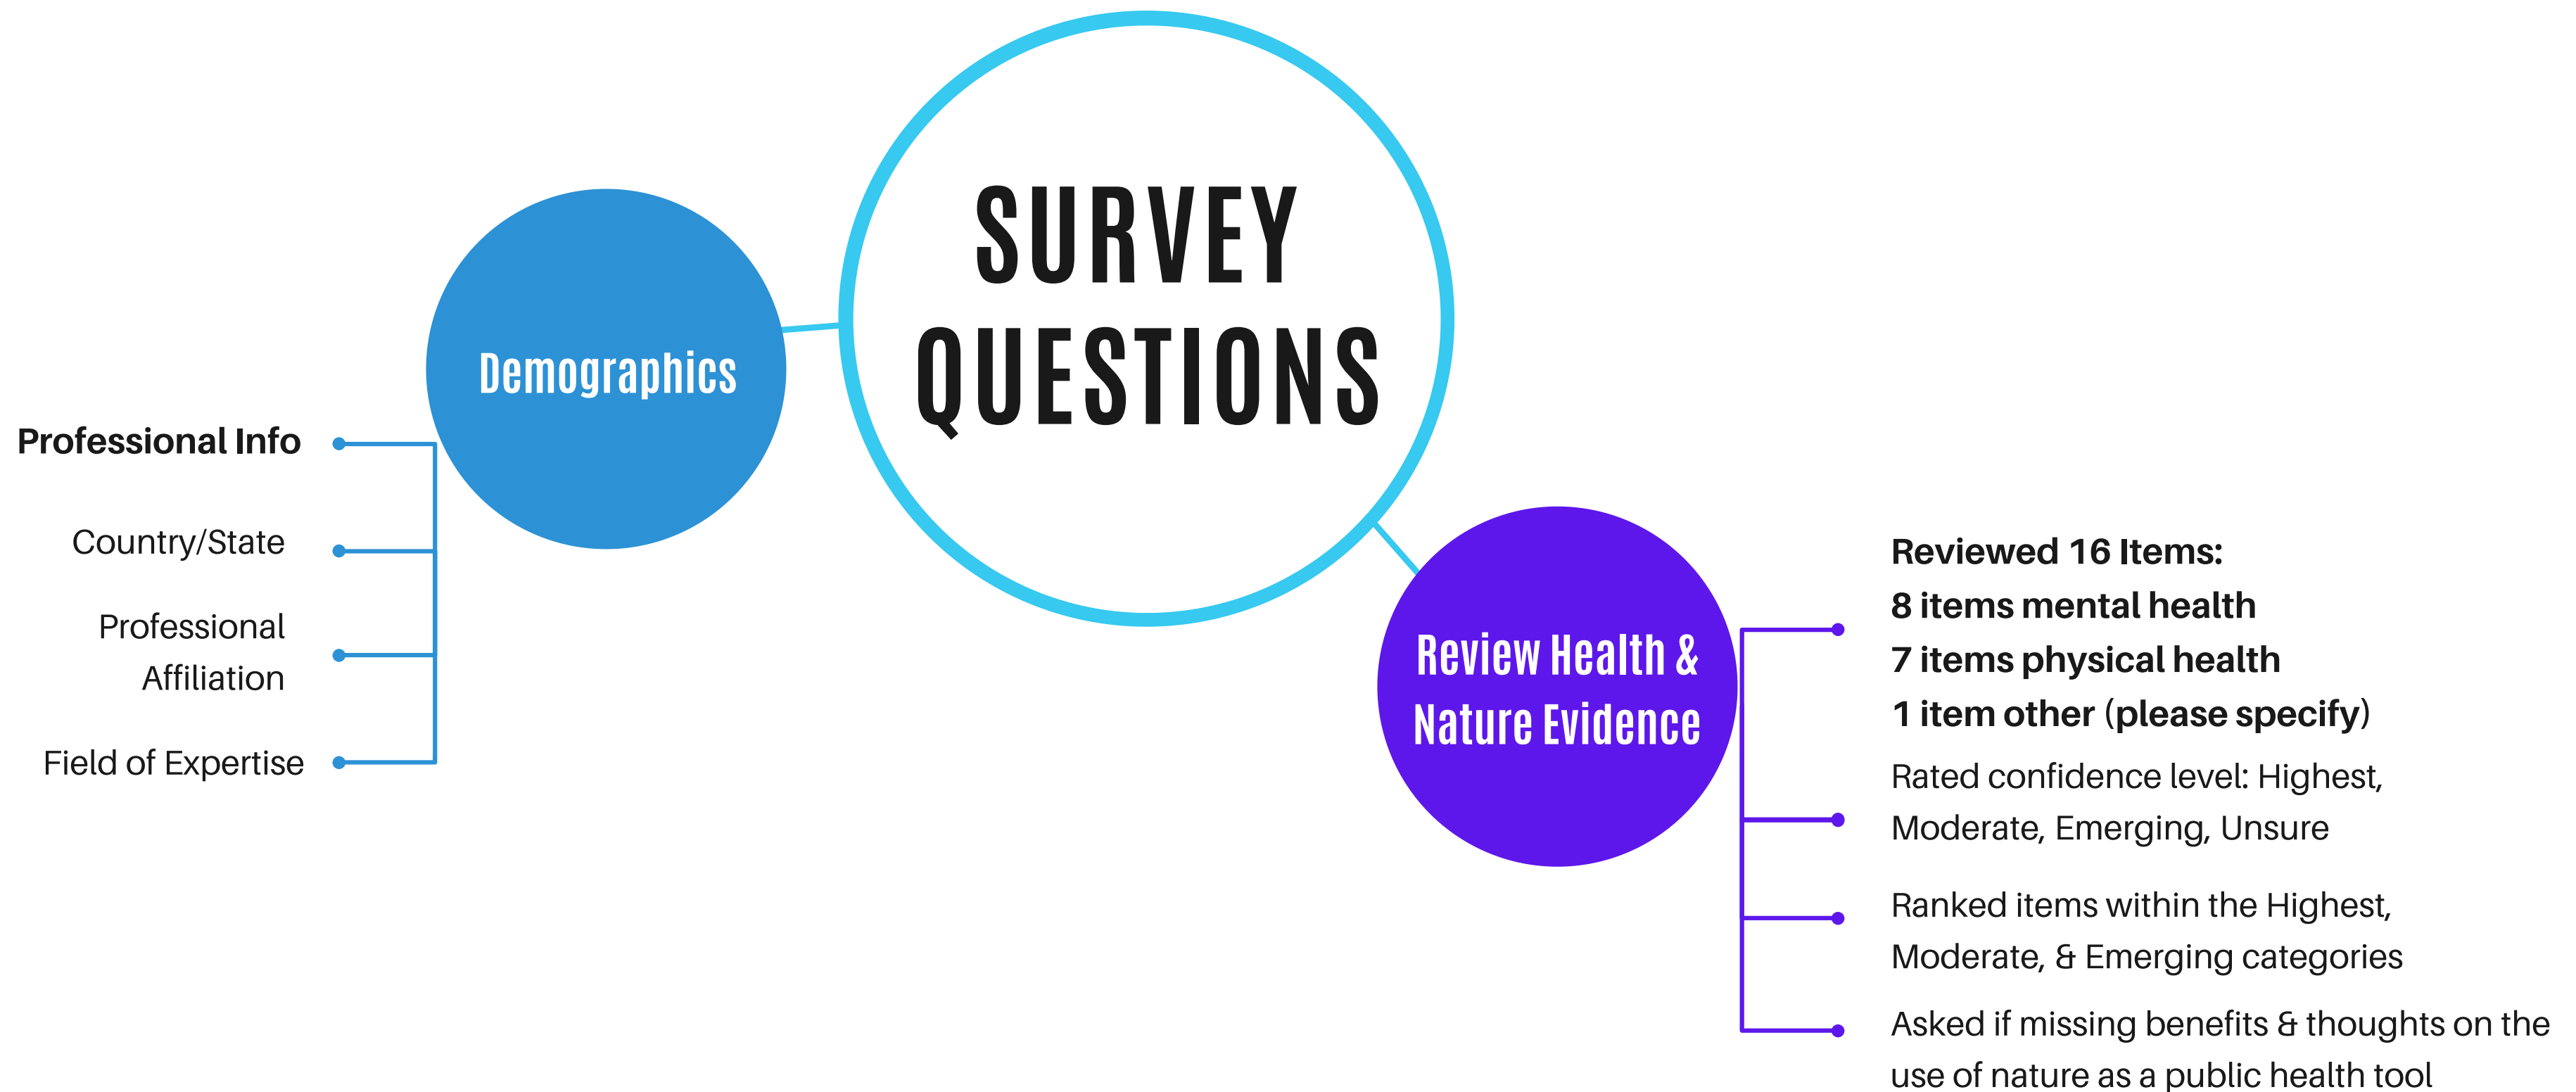 SURVEY
QUESTIONS
Demographics
Professional Info
Country/State
Professional
Affiliation
Field of Expertise
Review Health &
Nature Evidence
Reviewed 16 Items:
8 items mental health
7 items physical health
1 item other (please specify)
Rated confidence level: Highest,
Moderate, Emerging, Unsure
Ranked items within the Highest,
Moderate, & Emerging categories
Asked if missing benefits & thoughts on the
use of nature as a public health tool